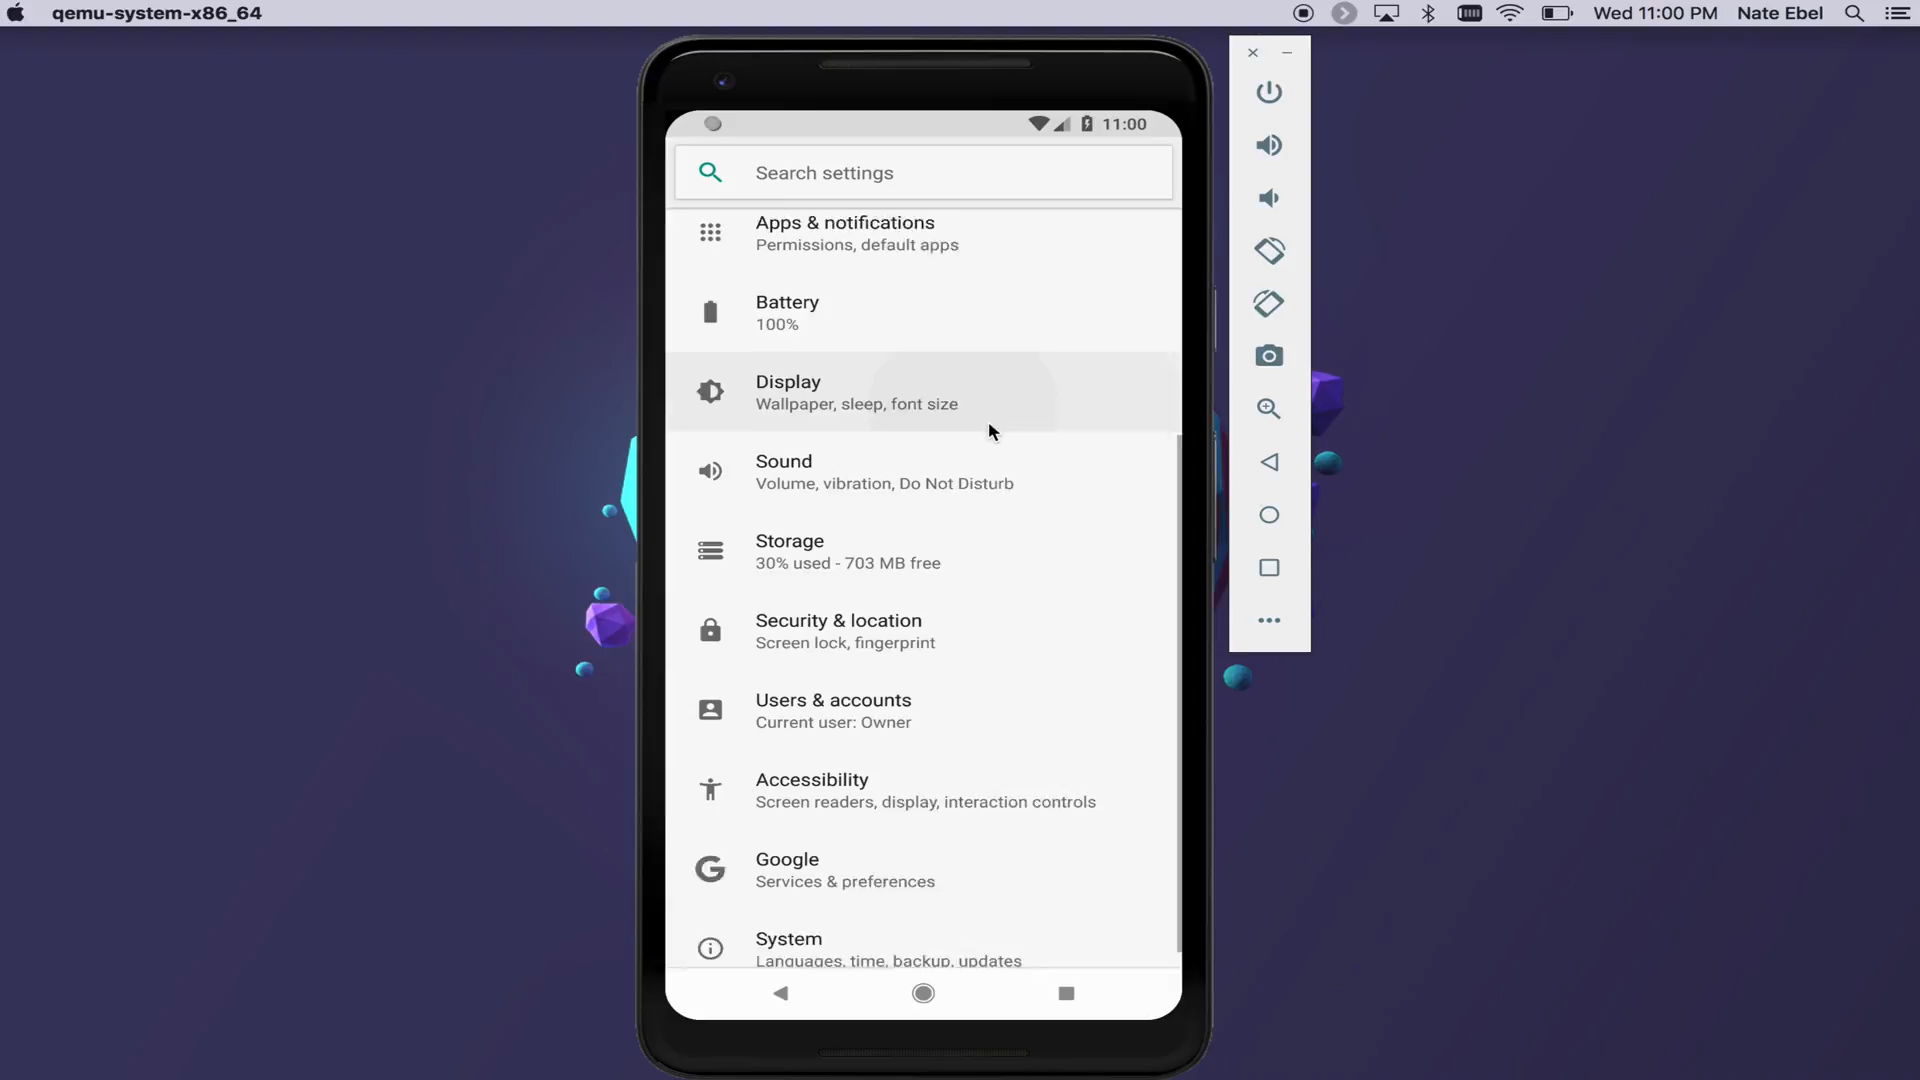 qemu-system-x86_64
Wed 11:00 PM
Nate Ebel
11:00
Search settings
Apps & notifications
Permissions, default apps
Battery
100%
Display
Wallpaper, sleep, font size
Sound
Volume, vibration, Do Not Disturb
Storage
30% used - 703 MB free
Security & location
Screen lock, fingerprint
Users & accounts
Current user: Owner
Accessibility
Screen readers, display, interaction controls
Google
Services & preferences
System
Languages, time, backup, updates